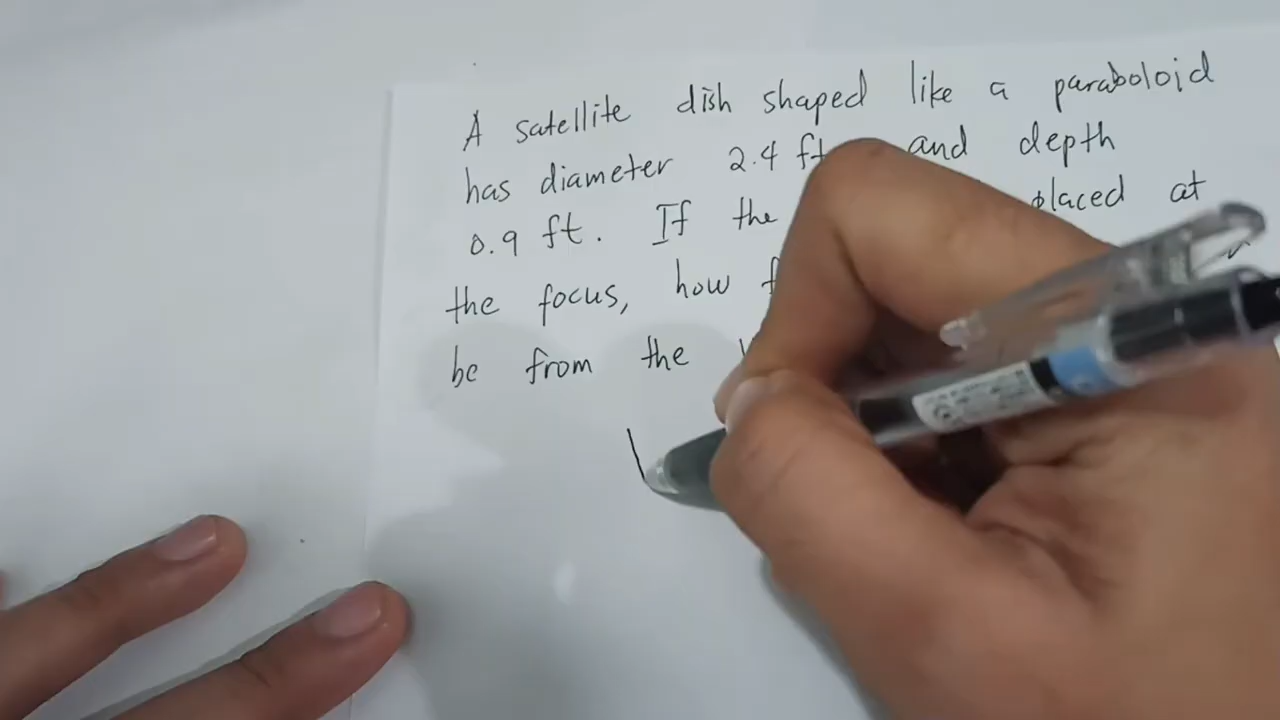 A satellite dish shaped like a paraboloid
has diameter 2.4 ft and depth
0.9 ft. If the placed at
the focus, how
be from the